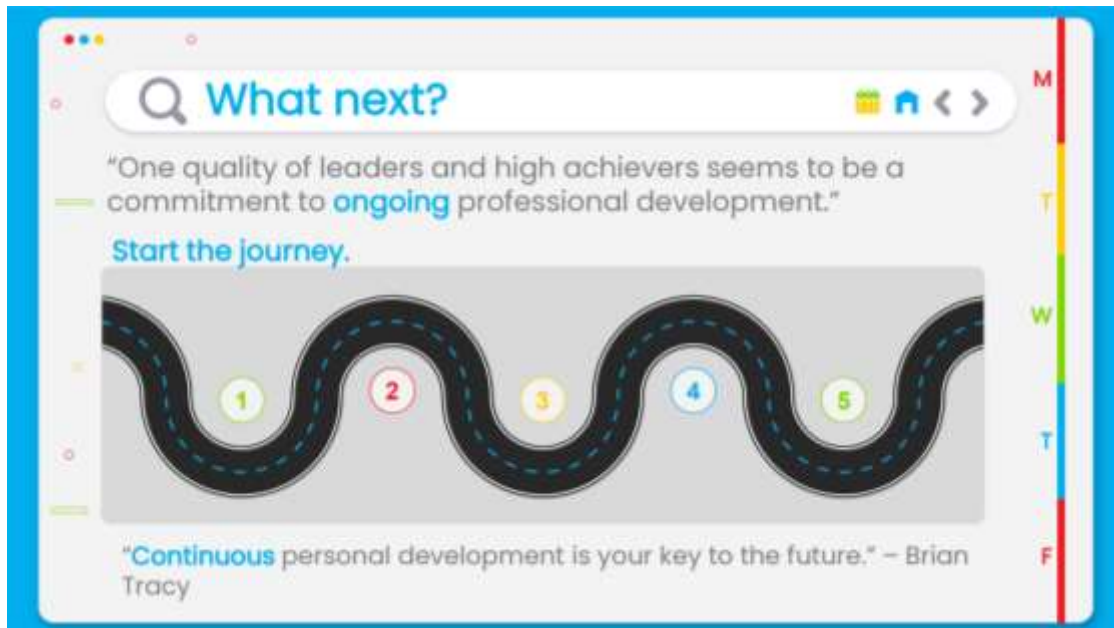 What next?
M
"One quality of leaders and high achievers seems to be a
commitment to ongoing professional development."
T
Start the journey.
W
1
2
3
4
5
T
"Continuous personal development is your key to the future." – Brian
Tracy
F